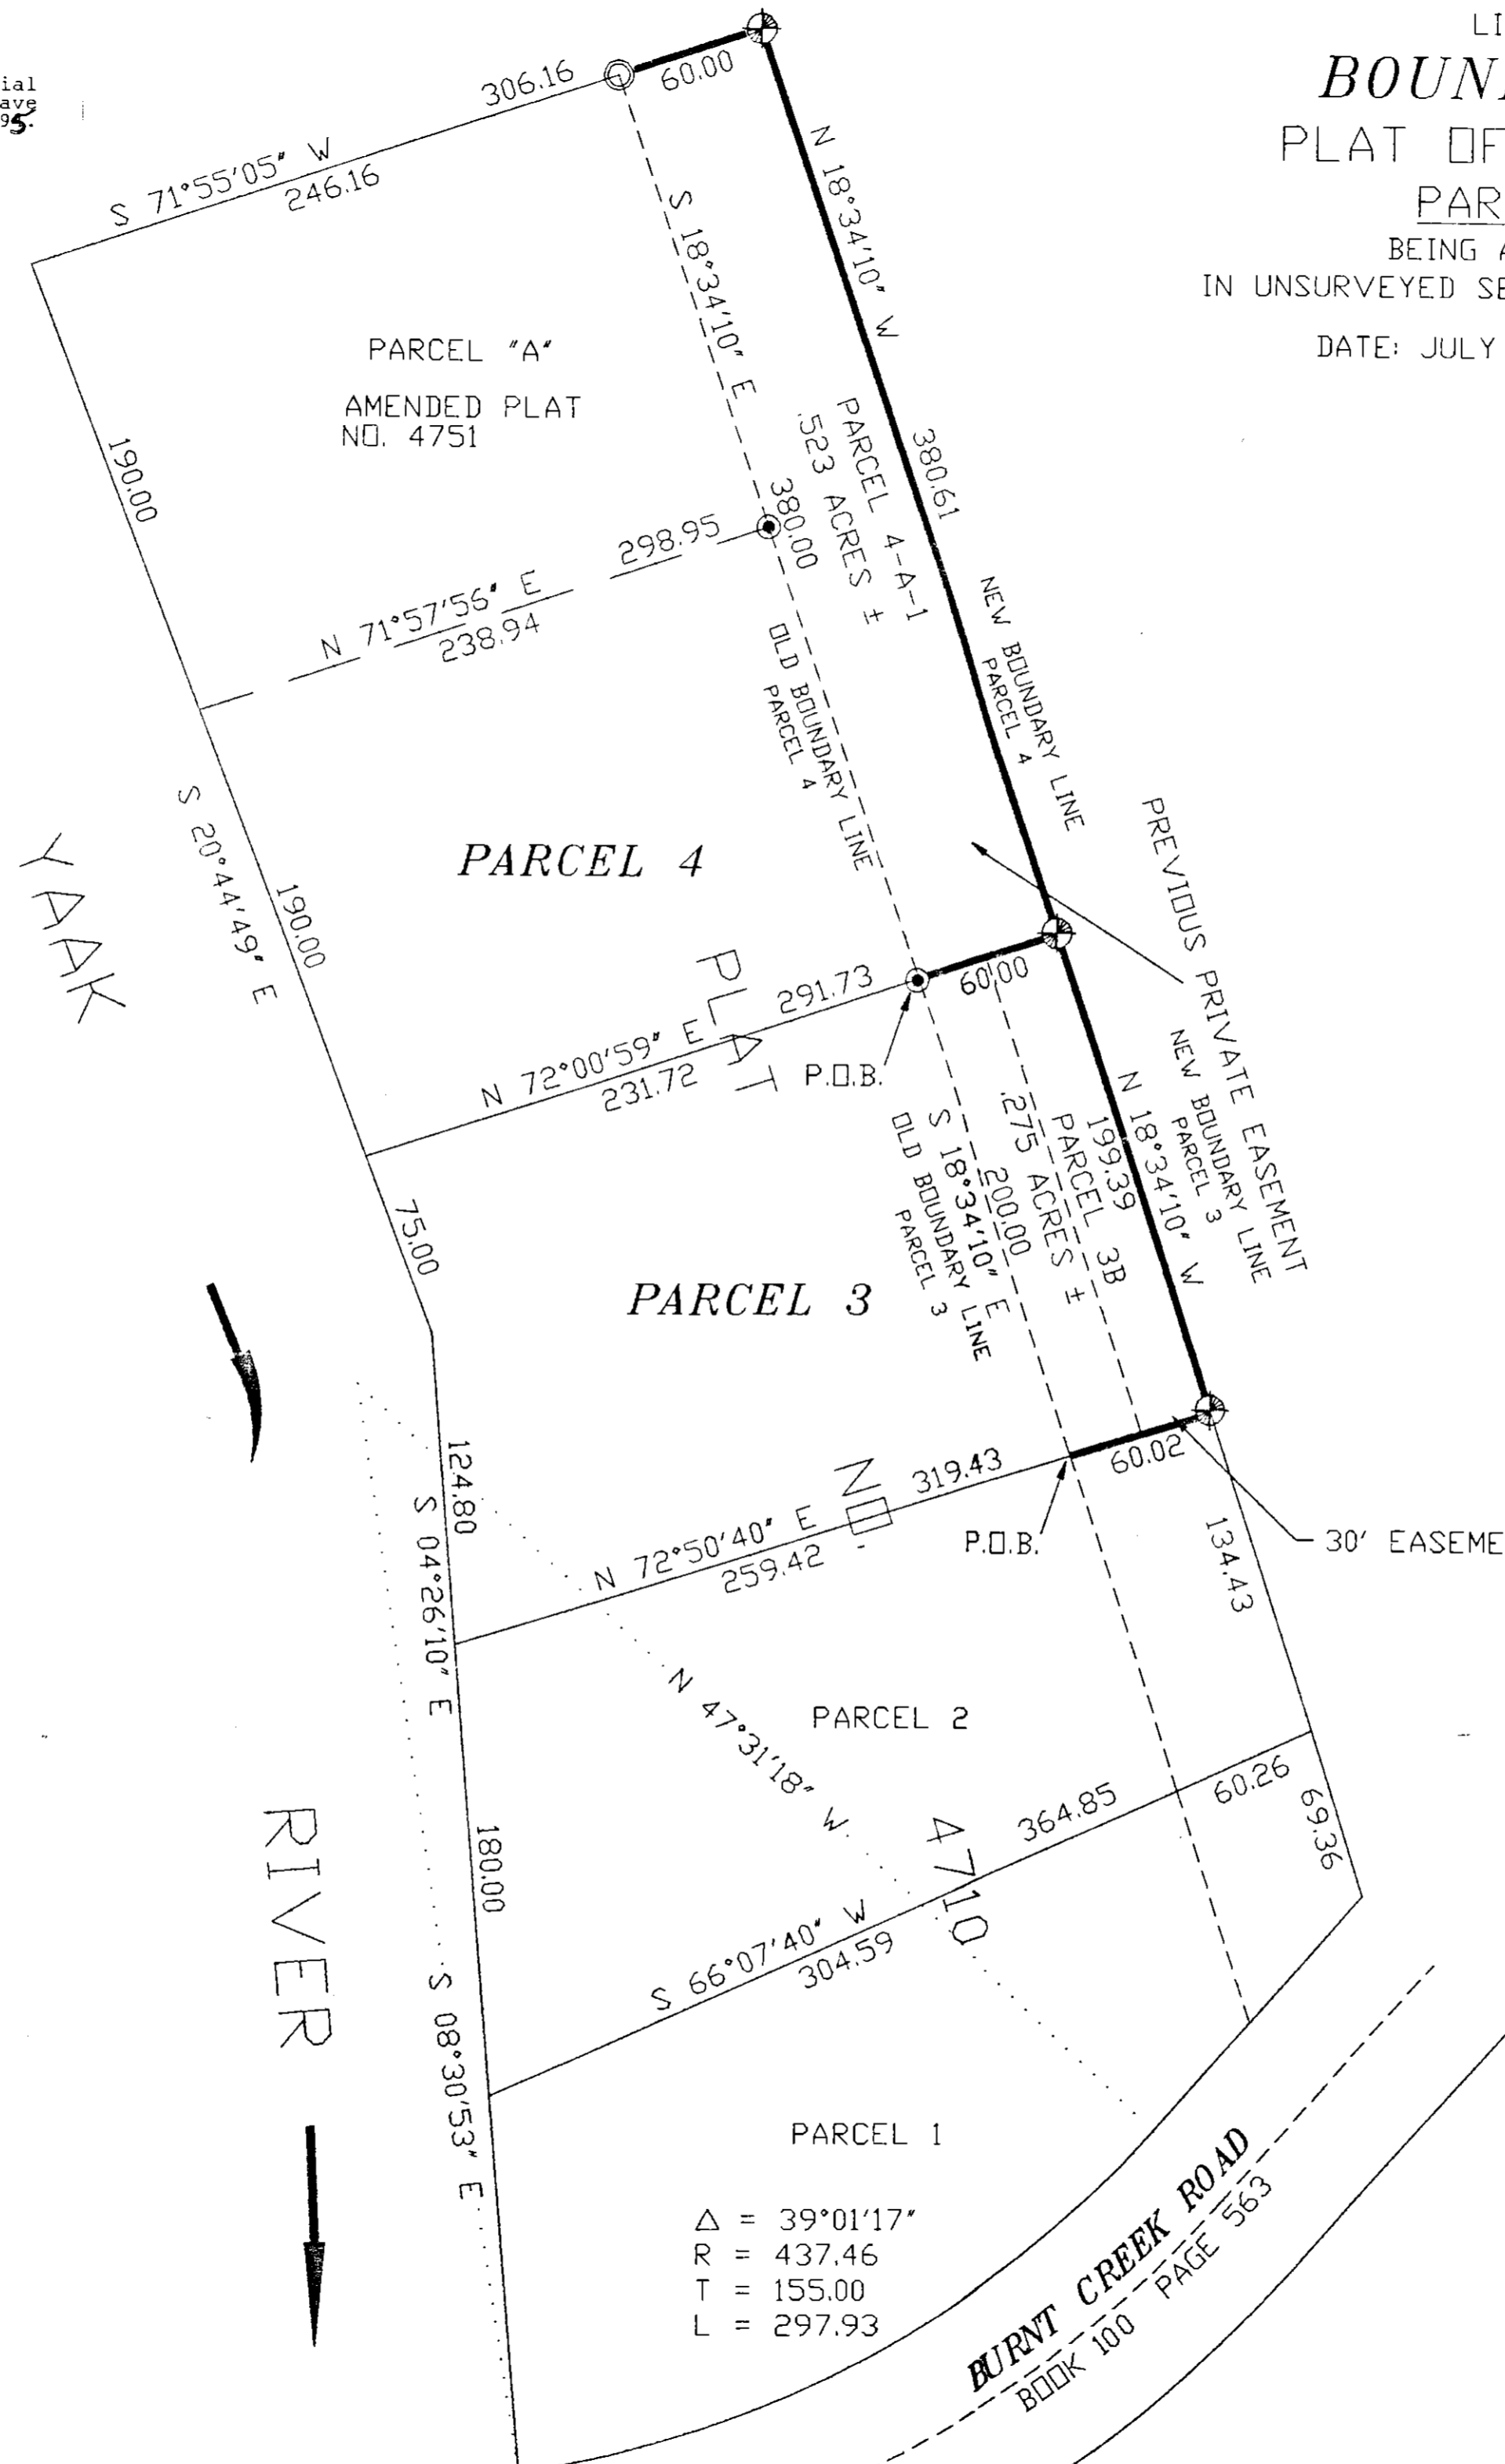 ial
ave
95.
LI
BOUN
PLAT OF
PAR
BEING A
IN UNSURVEYED SE
DATE: JULY
306.16
60.00
S 71°55'05" W
246.16
N 18°34'10" W
S 18°34'10" E
PARCEL "A"
AMENDED PLAT
NO. 4751
190.00
380.61
PARCEL 4-A-1
.523 ACRES ±
380.00
298.95
N 71°57'56" E
238.94
NEW BOUNDARY LINE
PARCEL 4
OLD BOUNDARY LINE
PARCEL 4
S 20°44'49" E
190.00
YAAK
PARCEL 4
PREVIOUS PRIVATE EASEMENT
PLAT
291.73
60.00
N 72°00'59" E
231.72
P.O.B.
NEW BOUNDARY LINE
PARCEL 3
N 18°34'10" W
199.39
PARCEL 3B
.275 ACRES ±
200.00
S 18°34'10" E
OLD BOUNDARY LINE
PARCEL 3
75.00
PARCEL 3
124.80
S 04°26'10" E
NO.
319.43
60.02
N 72°50'40" E
259.42
P.O.B.
30' EASEME
134.43
N 47°31'18" W
PARCEL 2
RIVER
180.00
364.85
60.26
69.36
4710
S 66°07'40" W
304.59
S 08°30'53" E
PARCEL 1
Δ = 39°01'17"
R = 437.46
T = 155.00
L = 297.93
BURNT CREEK ROAD
BOOK 100 PAGE 563